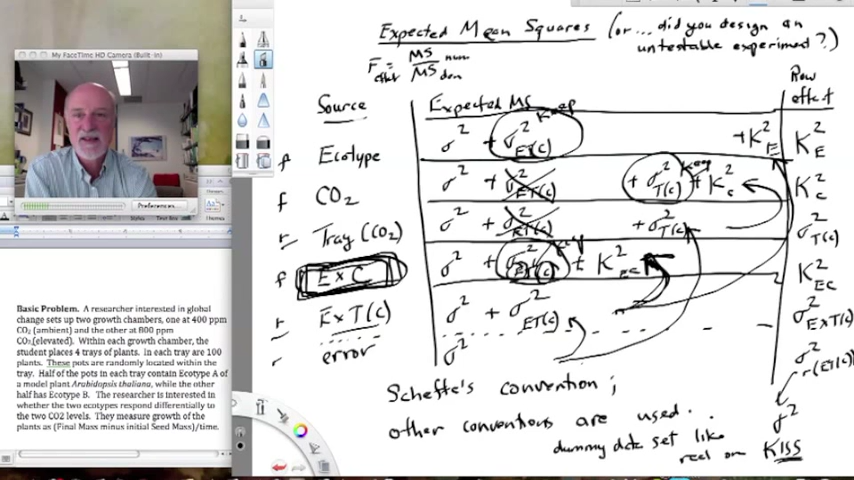 My FaceTime HD Camera (Built-in)
Preferences...
Expected Mean Squares (or... did you design an
untestable experiment?)
F effect = MS num
MS den
Source
Expected MS
Row
effect
f Ecotype σ² + σ²ET(c) Keep + K²E K²E
f CO2 σ² + σ²ET(c) + σ²T(c) Keep + K²c K²C
r Tray (CO2) σ² + σ²ET(c) + σ²T(c) σ²T(c)
f E x C σ² + σ²ET(c) + K²EC K²EC
r E x T(c) σ² + σ²ET(c) σ²ExT(c)
r error σ² σ²r(ET(c))
σ²
Scheffe's convention;
other conventions are used.
dummy data set like
KISS
Basic Problem. A researcher interested in global
change sets up two growth chambers, one at 400 ppm
CO2 (ambient) and the other at 800 ppm
CO2(elevated). Within each growth chamber, the
student places 4 trays of plants. In each tray are 100
plants. These pots are randomly located within the
tray. Half of the pots in each tray contain Ecotype A of
a model plant Arabidopsis thaliana, while the other
half has Ecotype B. The researcher is interested in
whether the two ecotypes respond differentially to
the two CO2 levels. They measure growth of the
plants as (Final Mass minus initial Seed Mass)/time.